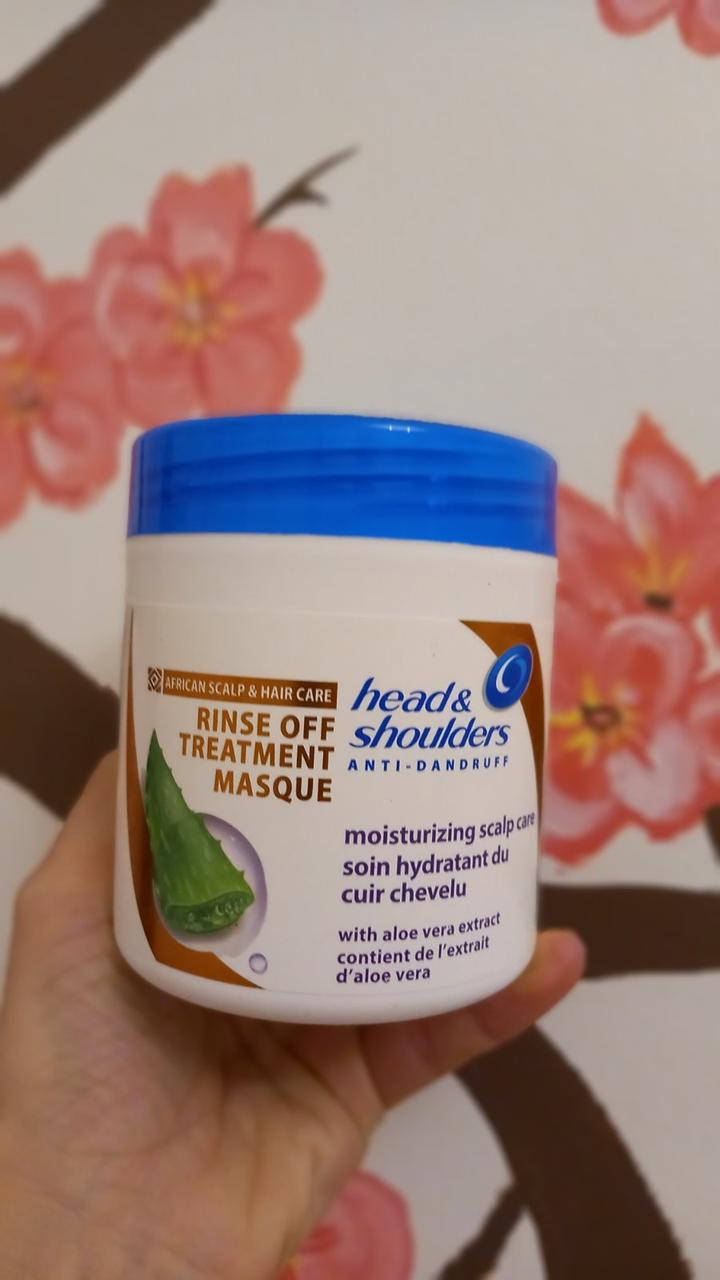 AFRICAN SCALP & HAIR CARE
RINSE OFF
TREATMENT
MASQUE
head &
shoulders
ANTI-DANDRUFF
moisturizing scalp care
soin hydratant du
cuir chevelu
with aloe vera extract
contient de l'extrait
d'aloe vera